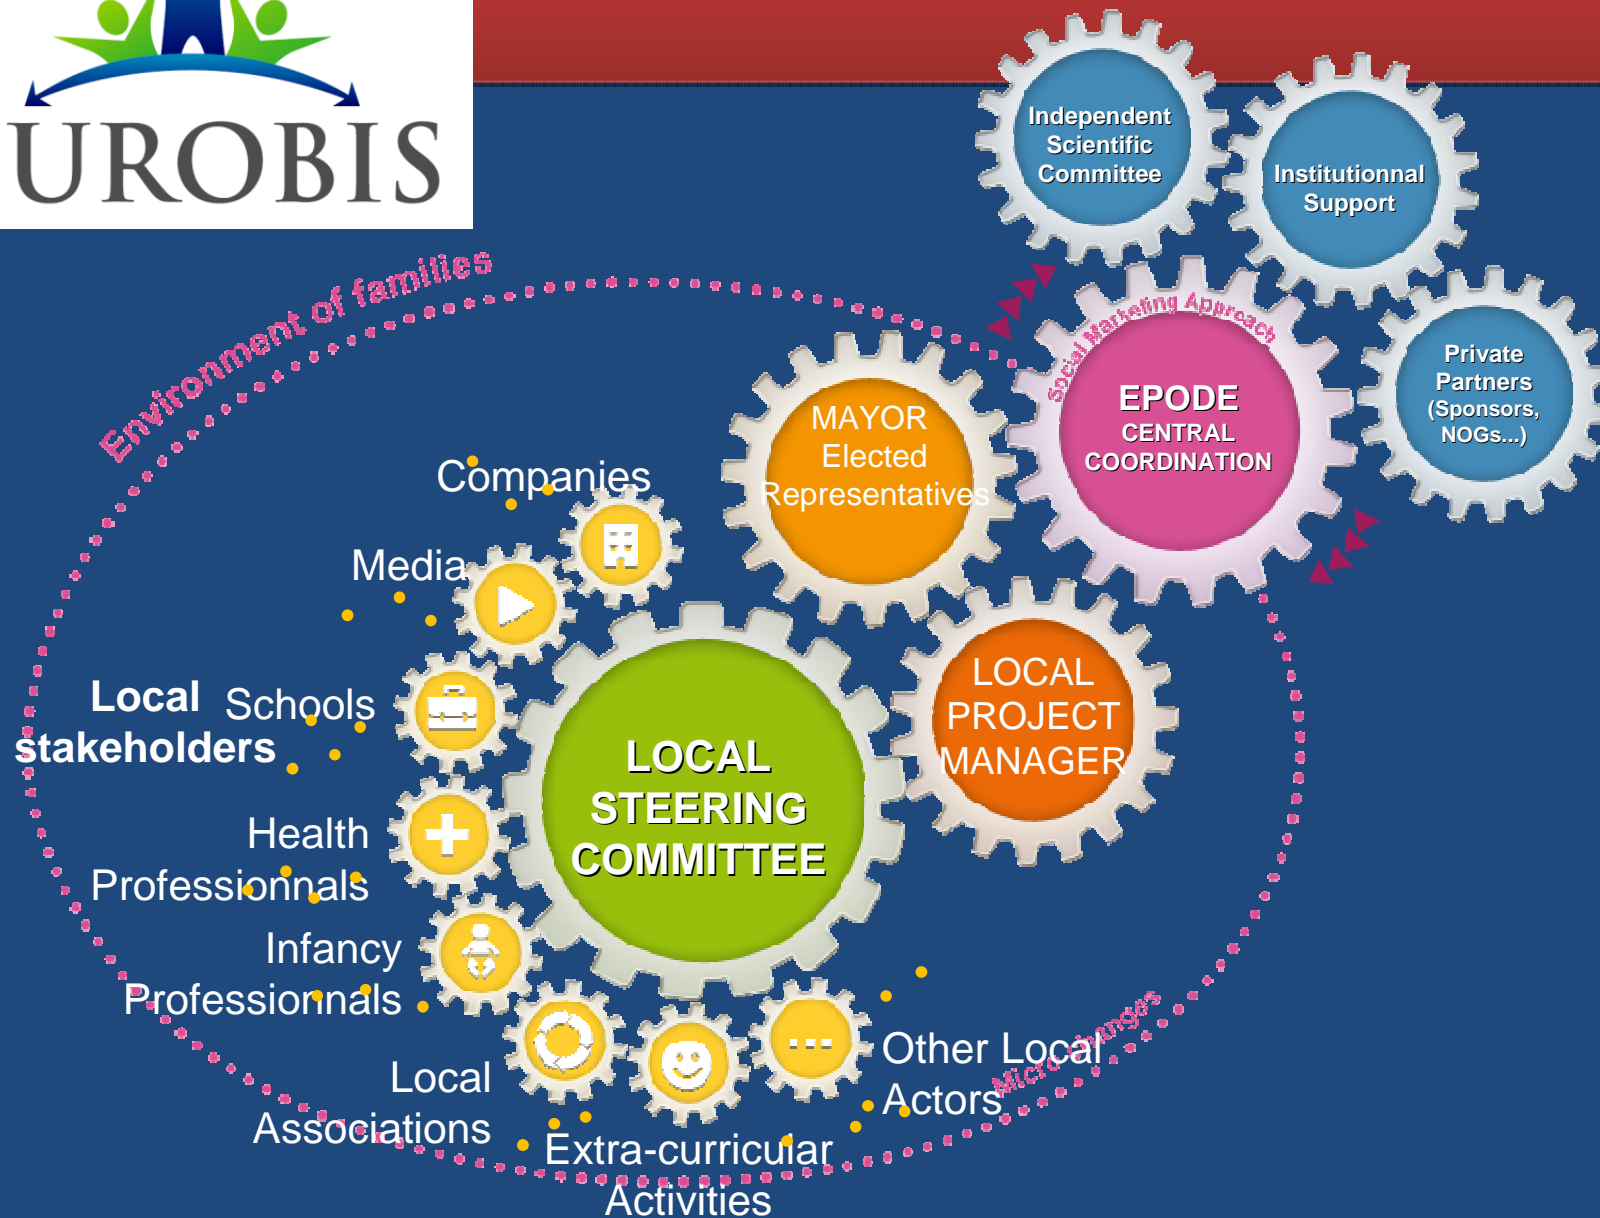 UROBIS
Independent
Scientific
Committee
Institutionnal
Support
Environment of families
Social Marketing Approach
Private
Partners
(Sponsors,
NOGs...)
EPODE
CENTRAL
COORDINATION
MAYOR
Elected
Representatives
Companies
Media
Local
stakeholders
Schools
LOCAL
PROJECT
MANAGER
LOCAL
STEERING
COMMITTEE
Health
Professionnals
Infancy
Professionnals
Local
Associations
Extra-curricular
Activities
Other Local
Actors
Micro changes